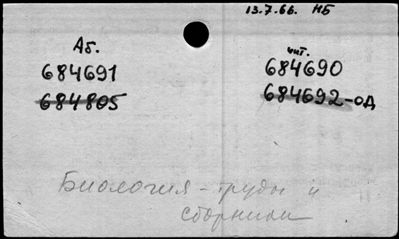 13.7.66. НБ
Аб. чит.
684691 684690
684805 684692-од
Биология - труды и
сборники